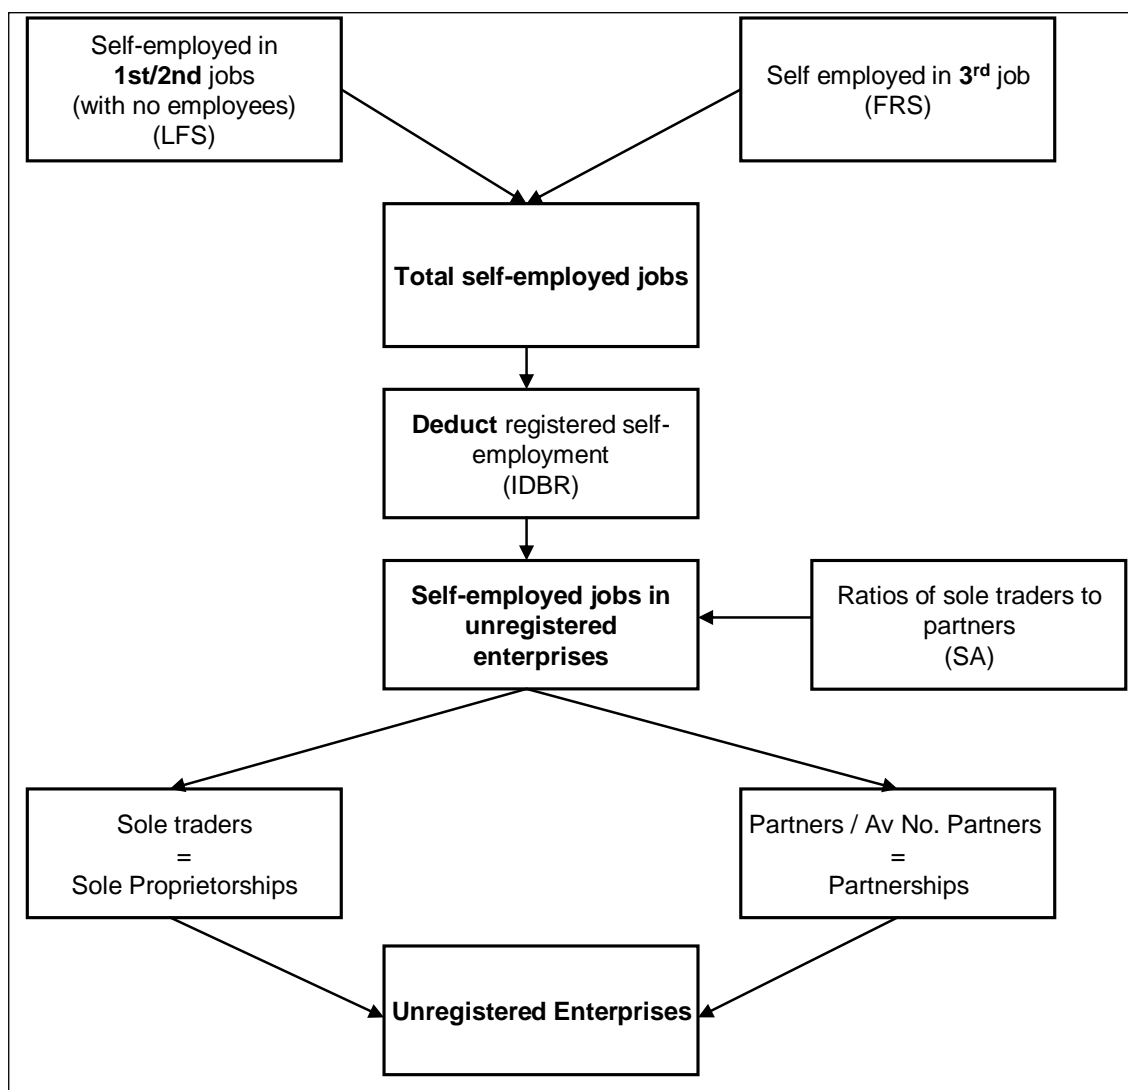 Self-employed in
1st/2nd jobs
(with no employees)
(LFS)
Self employed in 3rd job
(FRS)
Total self-employed jobs
Deduct registered self-
employment
(IDBR)
Self-employed jobs in
unregistered
enterprises
Ratios of sole traders to
partners
(SA)
Sole traders
=
Sole Proprietorships
Partners / Av No. Partners
=
Partnerships
Unregistered Enterprises